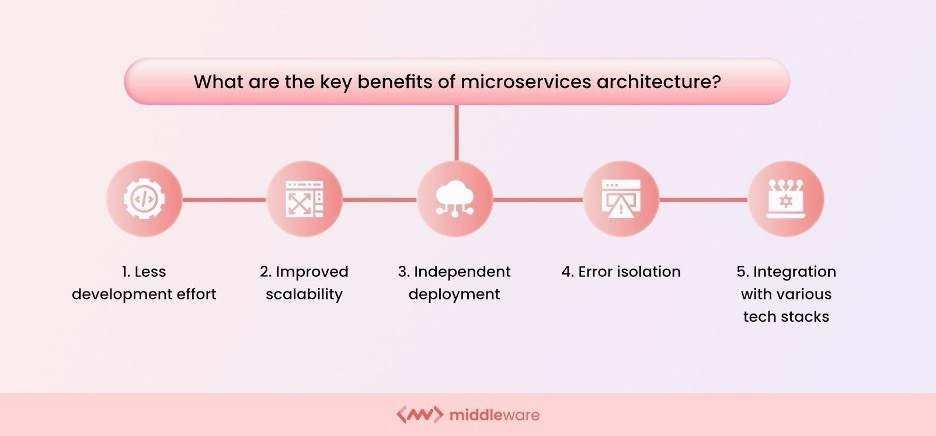 What are the key benefits of microservices architecture?
1. Less
development effort
2. Improved
scalability
3. Independent
deployment
4. Error isolation
5. Integration
with various
tech stacks
middleware